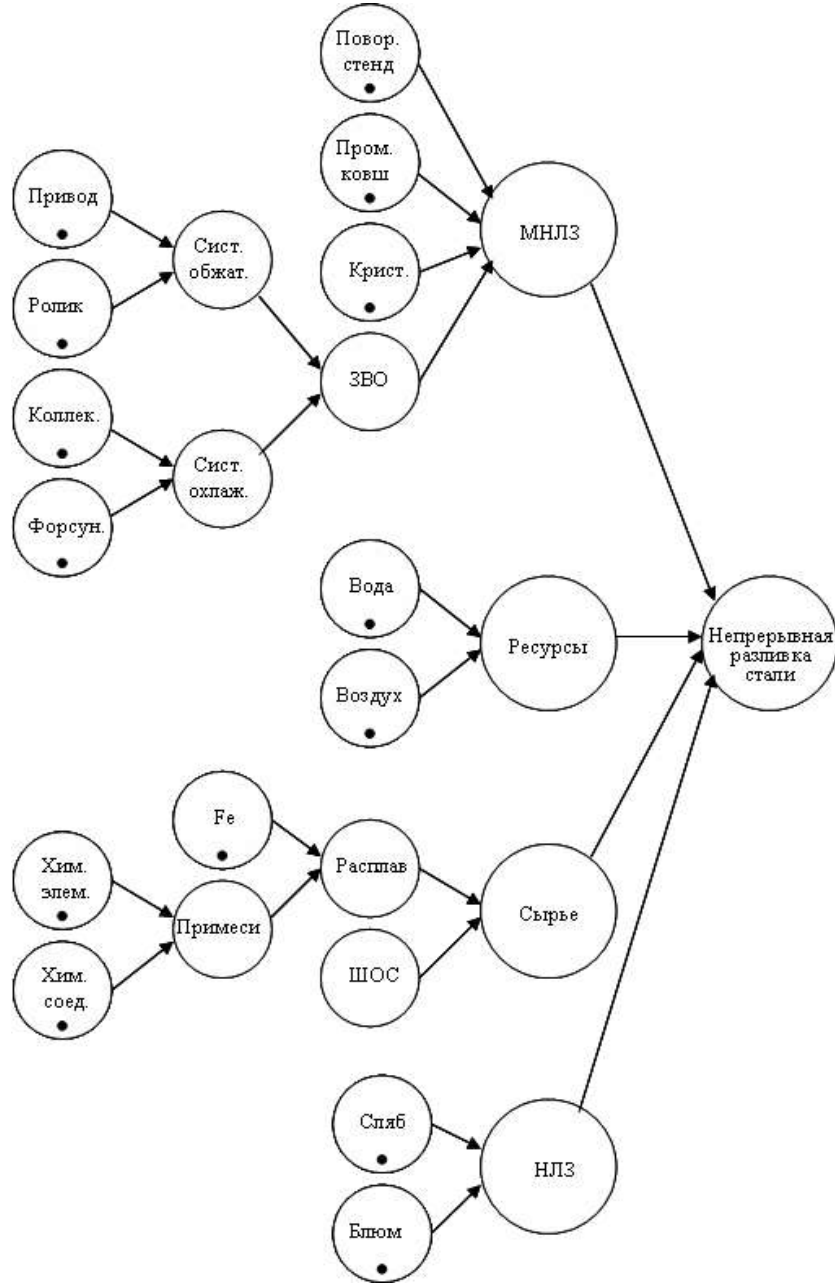 Повор.
стенд
Пром.
ковш
Крист.
МНЛЗ
Привод
Ролик
Сист.
обжат.
ЗВО
Коллек.
Форсун.
Сист.
охлаж.
Вода
Воздух
Ресурсы
Непрерывная
разливка
стали
Fe
Хим.
элем.
Хим.
соед.
Примеси
Расплав
ШОС
Сырье
Сляб
Блюм
НЛЗ